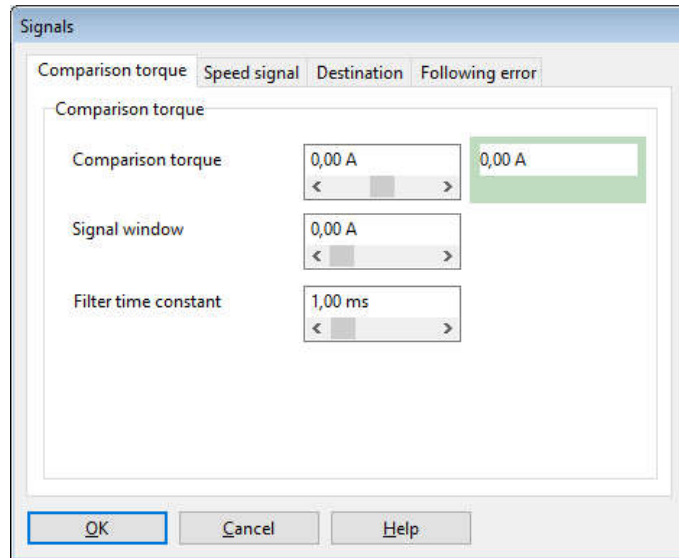 Signals
Comparison torque Speed signal Destination Following error
Comparison torque
Comparison torque 0,00 A 0,00 A
Signal window 0,00 A
Filter time constant 1,00 ms
OK Cancel Help